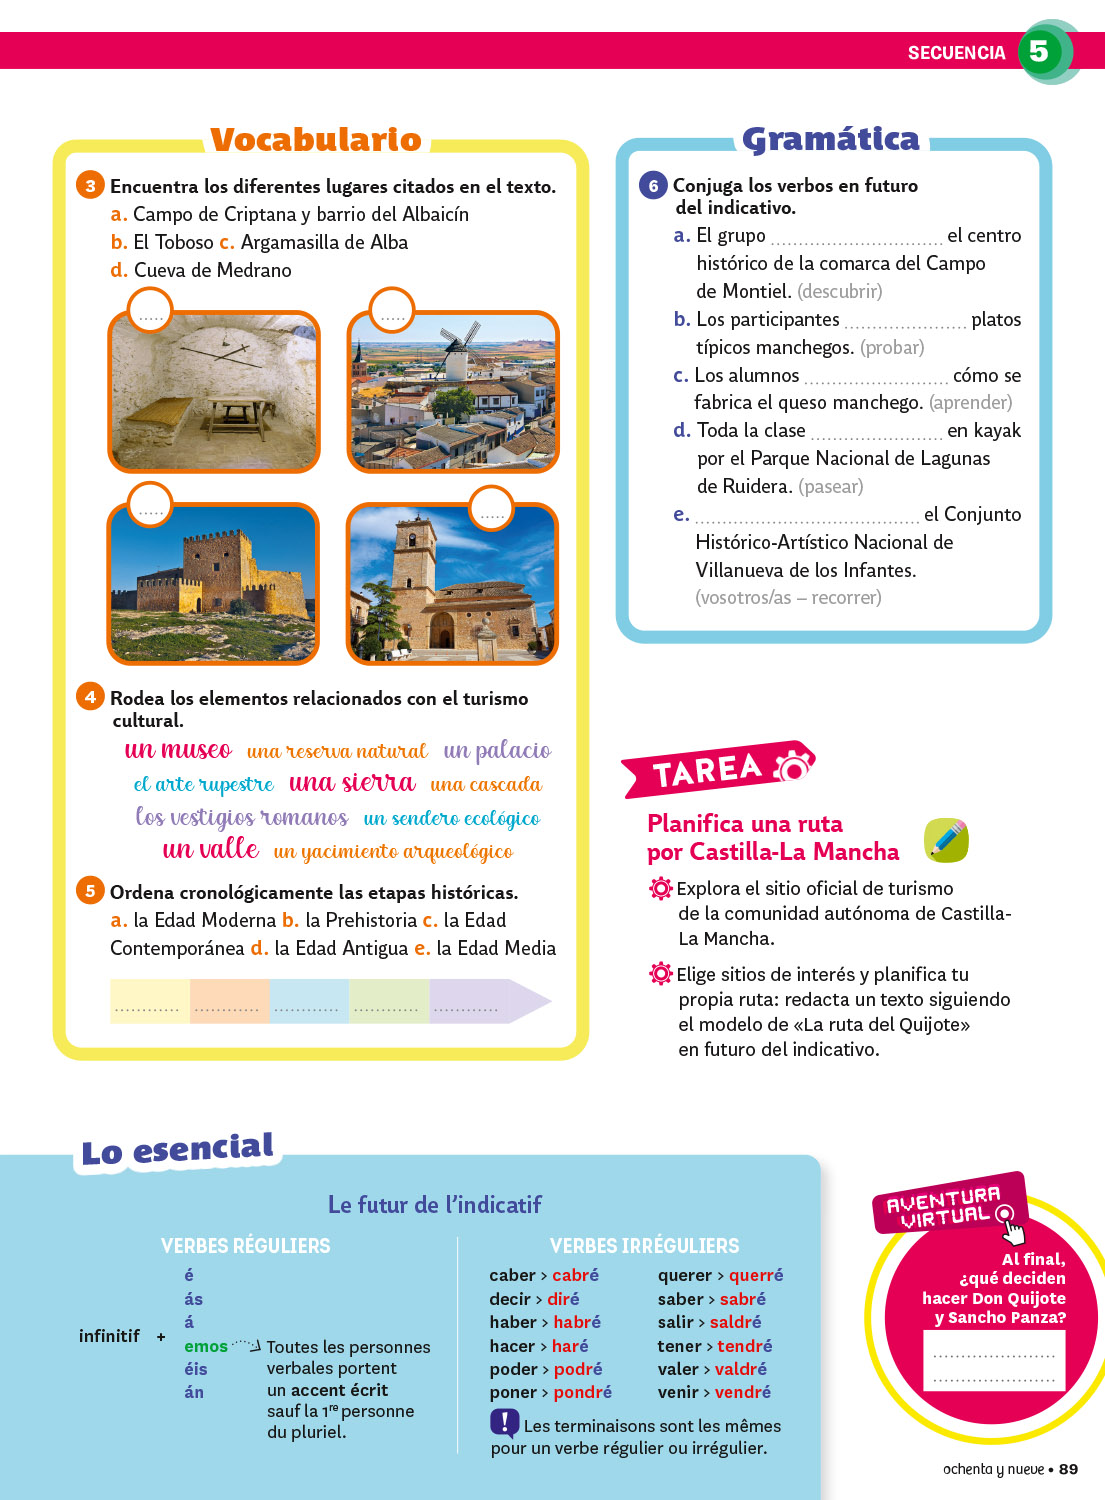 SECUENCIA 5
Vocabulario
3 Encuentra los diferentes lugares citados en el texto.
a. Campo de Criptana y barrio del Albaicín
b. El Toboso c. Argamasilla de Alba
d. Cueva de Medrano
.....
.....
.....
.....
4 Rodea los elementos relacionados con el turismo
cultural.
un museo una reserva natural un palacio
el arte rupestre una sierra una cascada
los vestigios romanos un sendero ecológico
un valle un yacimiento arqueológico
5 Ordena cronológicamente las etapas históricas.
a. la Edad Moderna b. la Prehistoria c. la Edad
Contemporánea d. la Edad Antigua e. la Edad Media
............ ............ ............ ............ ............
Gramática
6 Conjuga los verbos en futuro
del indicativo.
a. El grupo ............................ el centro
histórico de la comarca del Campo
de Montiel. (descubrir)
b. Los participantes .................... platos
típicos manchegos. (probar)
c. Los alumnos ........................ cómo se
fabrica el queso manchego. (aprender)
d. Toda la clase ...................... en kayak
por el Parque Nacional de Lagunas
de Ruidera. (pasear)
e. ..................................... el Conjunto
Histórico-Artístico Nacional de
Villanueva de los Infantes.
(vosotros/as – recorrer)
TAREA
Planifica una ruta
por Castilla-La Mancha
Explora el sitio oficial de turismo
de la comunidad autónoma de Castilla-
La Mancha.
Elige sitios de interés y planifica tu
propia ruta: redacta un texto siguiendo
el modelo de «La ruta del Quijote»
en futuro del indicativo.
Lo esencial
Le futur de l'indicatif
VERBES RÉGULIERS
infinitif +
é
ás
á
emos
éis
án
Toutes les personnes
verbales portent
un accent écrit
sauf la 1re personne
du pluriel.
VERBES IRRÉGULIERS
caber > cabré querer > querré
decir > diré saber > sabré
haber > habré salir > saldré
hacer > haré tener > tendré
poder > podré valer > valdré
poner > pondré venir > vendré
! Les terminaisons sont les mêmes
pour un verbe régulier ou irrégulier.
AVENTURA
VIRTUAL
Al final,
¿qué deciden
hacer Don Quijote
y Sancho Panza?
......................
......................
ochenta y nueve • 89